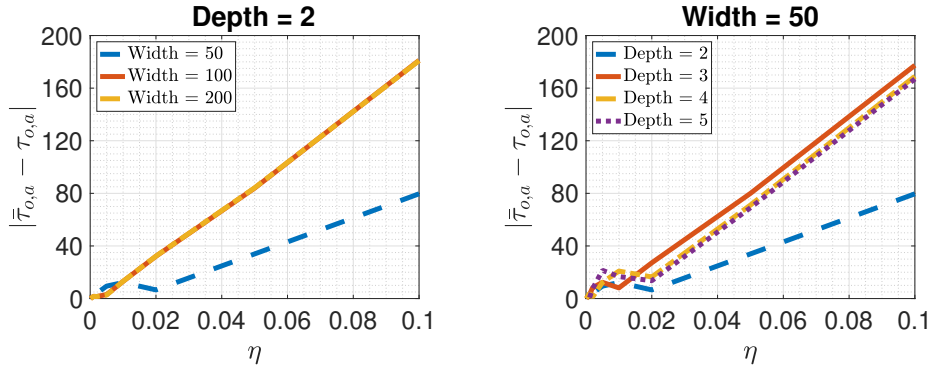 Depth = 2
200
160
120
80
40
0
|τ̿_{o,a} − τ_{o,a}|
Width = 50
Width = 100
Width = 200
0 0.02 0.04 0.06 0.08 0.1
η
Width = 50
200
160
120
80
40
0
|τ̿_{o,a} − τ_{o,a}|
Depth = 2
Depth = 3
Depth = 4
Depth = 5
0 0.02 0.04 0.06 0.08 0.1
η